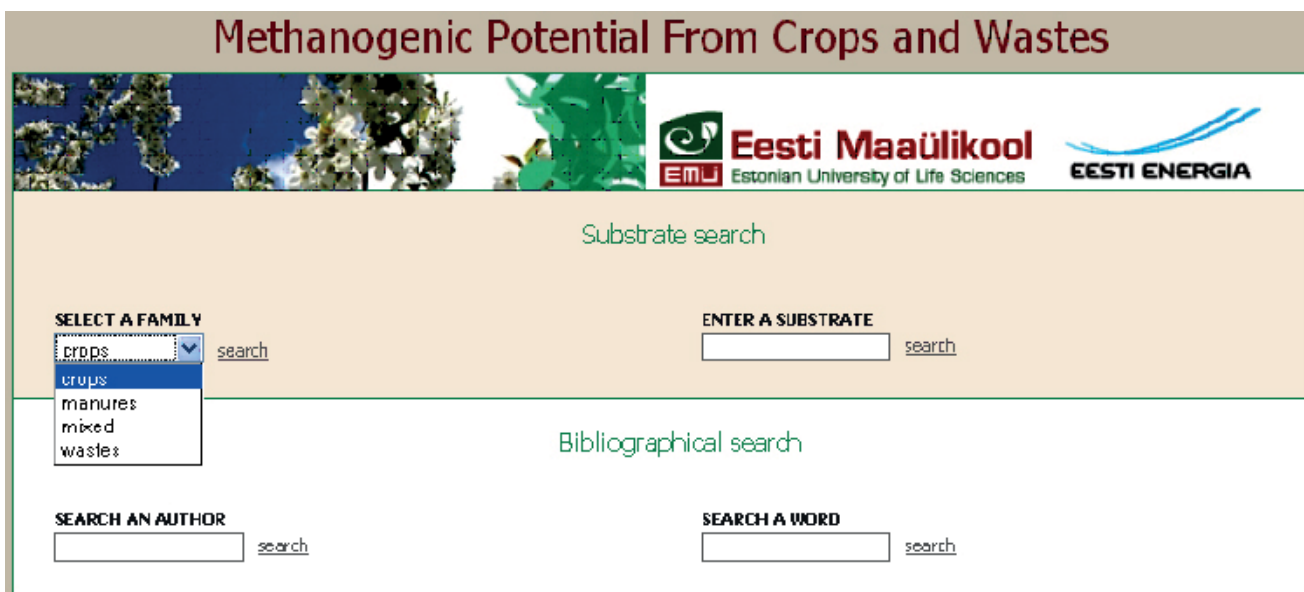 Methanogenic Potential From Crops and Wastes
EMU Eesti Maaülikool
Estonian University of Life Sciences
EESTI ENERGIA
Substrate search
SELECT A FAMILY
crops search
crops
manures
mixed
wastes
ENTER A SUBSTRATE
search
Bibliographical search
SEARCH AN AUTHOR
search
SEARCH A WORD
search